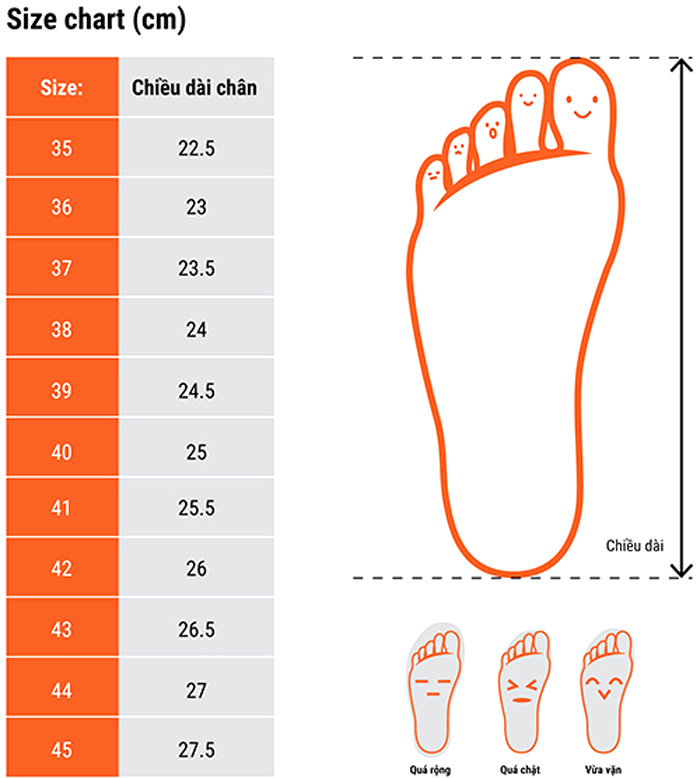 Size chart (cm)
Size: Chiều dài chân
35 22.5
36 23
37 23.5
38 24
39 24.5
40 25
41 25.5
42 26
43 26.5
44 27
45 27.5
Chiều dài
Quá rộng Quá chật Vừa vặn